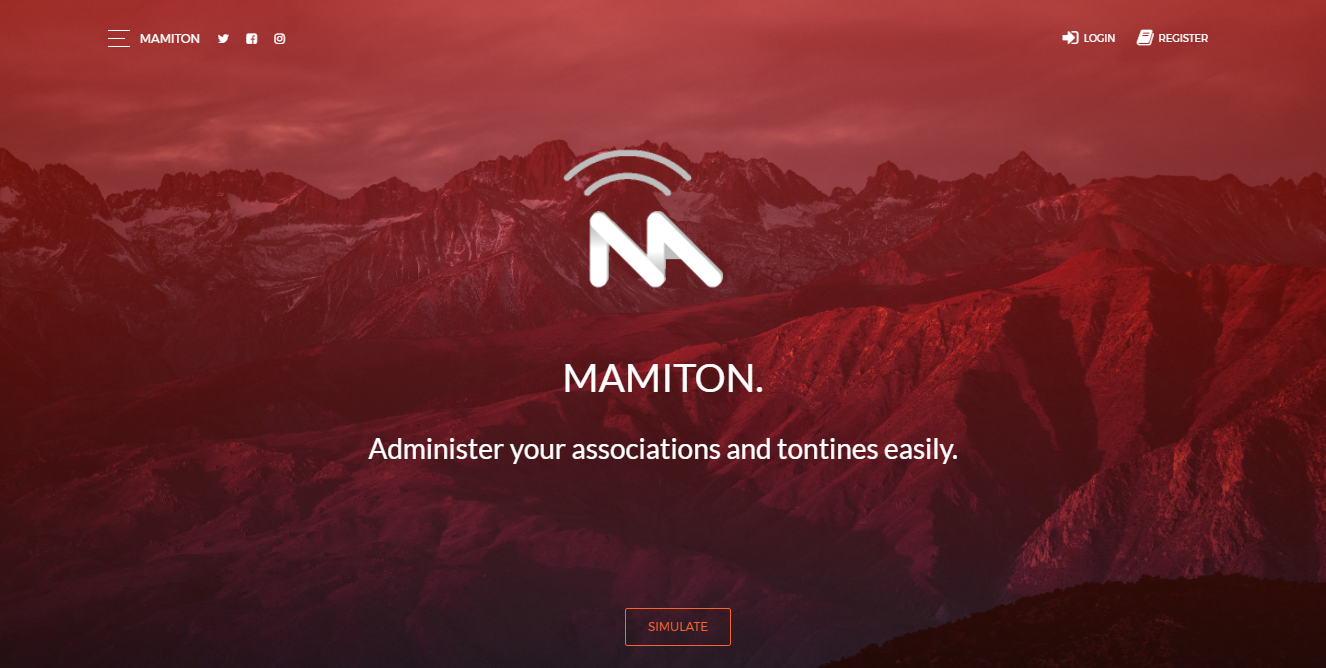 MAMITON
LOGIN
REGISTER
MAMITON.
Administer your associations and tontines easily.
SIMULATE